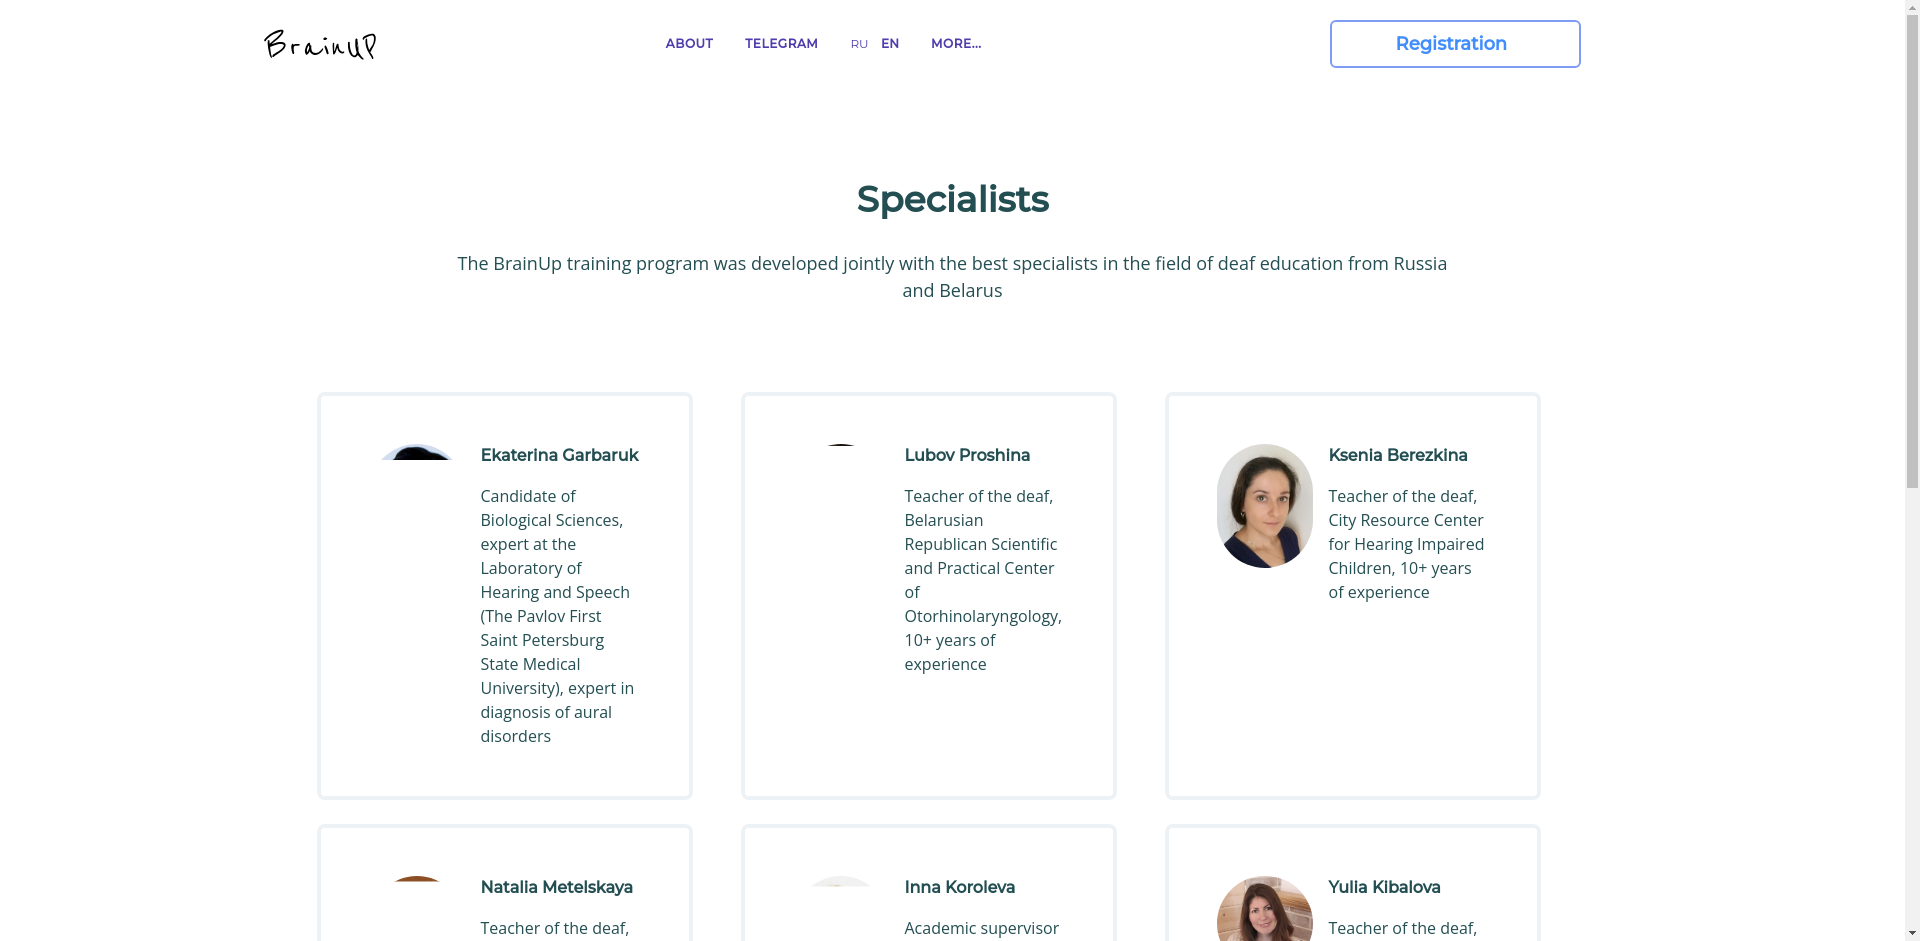 BrainUP
ABOUT
TELEGRAM
RU
EN
MORE...
Registration
Specialists
The BrainUp training program was developed jointly with the best specialists in the field of deaf education from Russia
and Belarus
Ekaterina Garbaruk
Candidate of
Biological Sciences,
expert at the
Laboratory of
Hearing and Speech
(The Pavlov First
Saint Petersburg
State Medical
University), expert in
diagnosis of aural
disorders
Lubov Proshina
Teacher of the deaf,
Belarusian
Republican Scientific
and Practical Center
of
Otorhinolaryngology,
10+ years of
experience
Ksenia Berezkina
Teacher of the deaf,
City Resource Center
for Hearing Impaired
Children, 10+ years
of experience
Natalia Metelskaya
Teacher of the deaf,
Inna Koroleva
Academic supervisor
Yulia Kibalova
Teacher of the deaf,